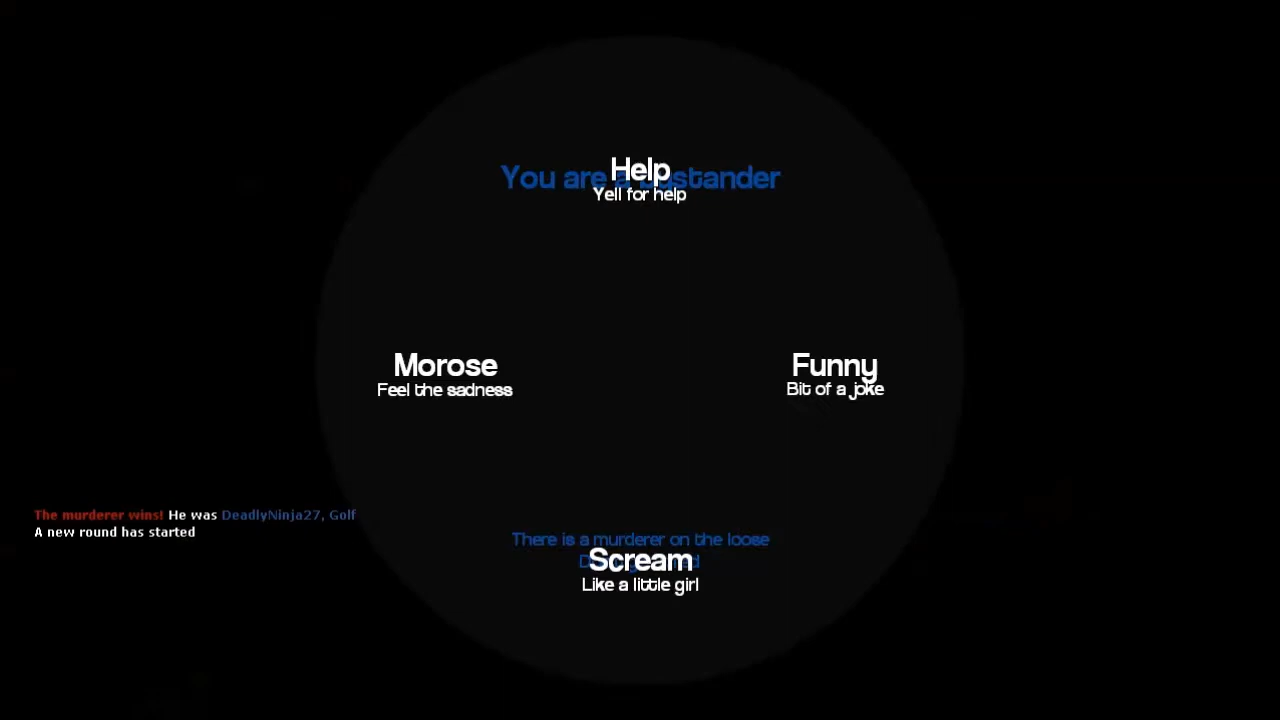 You are a bystander
Help
Yell for help
Morose
Feel the sadness
Funny
Bit of a joke
The murderer wins! He was DeadlyNinja27, Golf
A new round has started
There is a murderer on the loose
Scream
Like a little girl